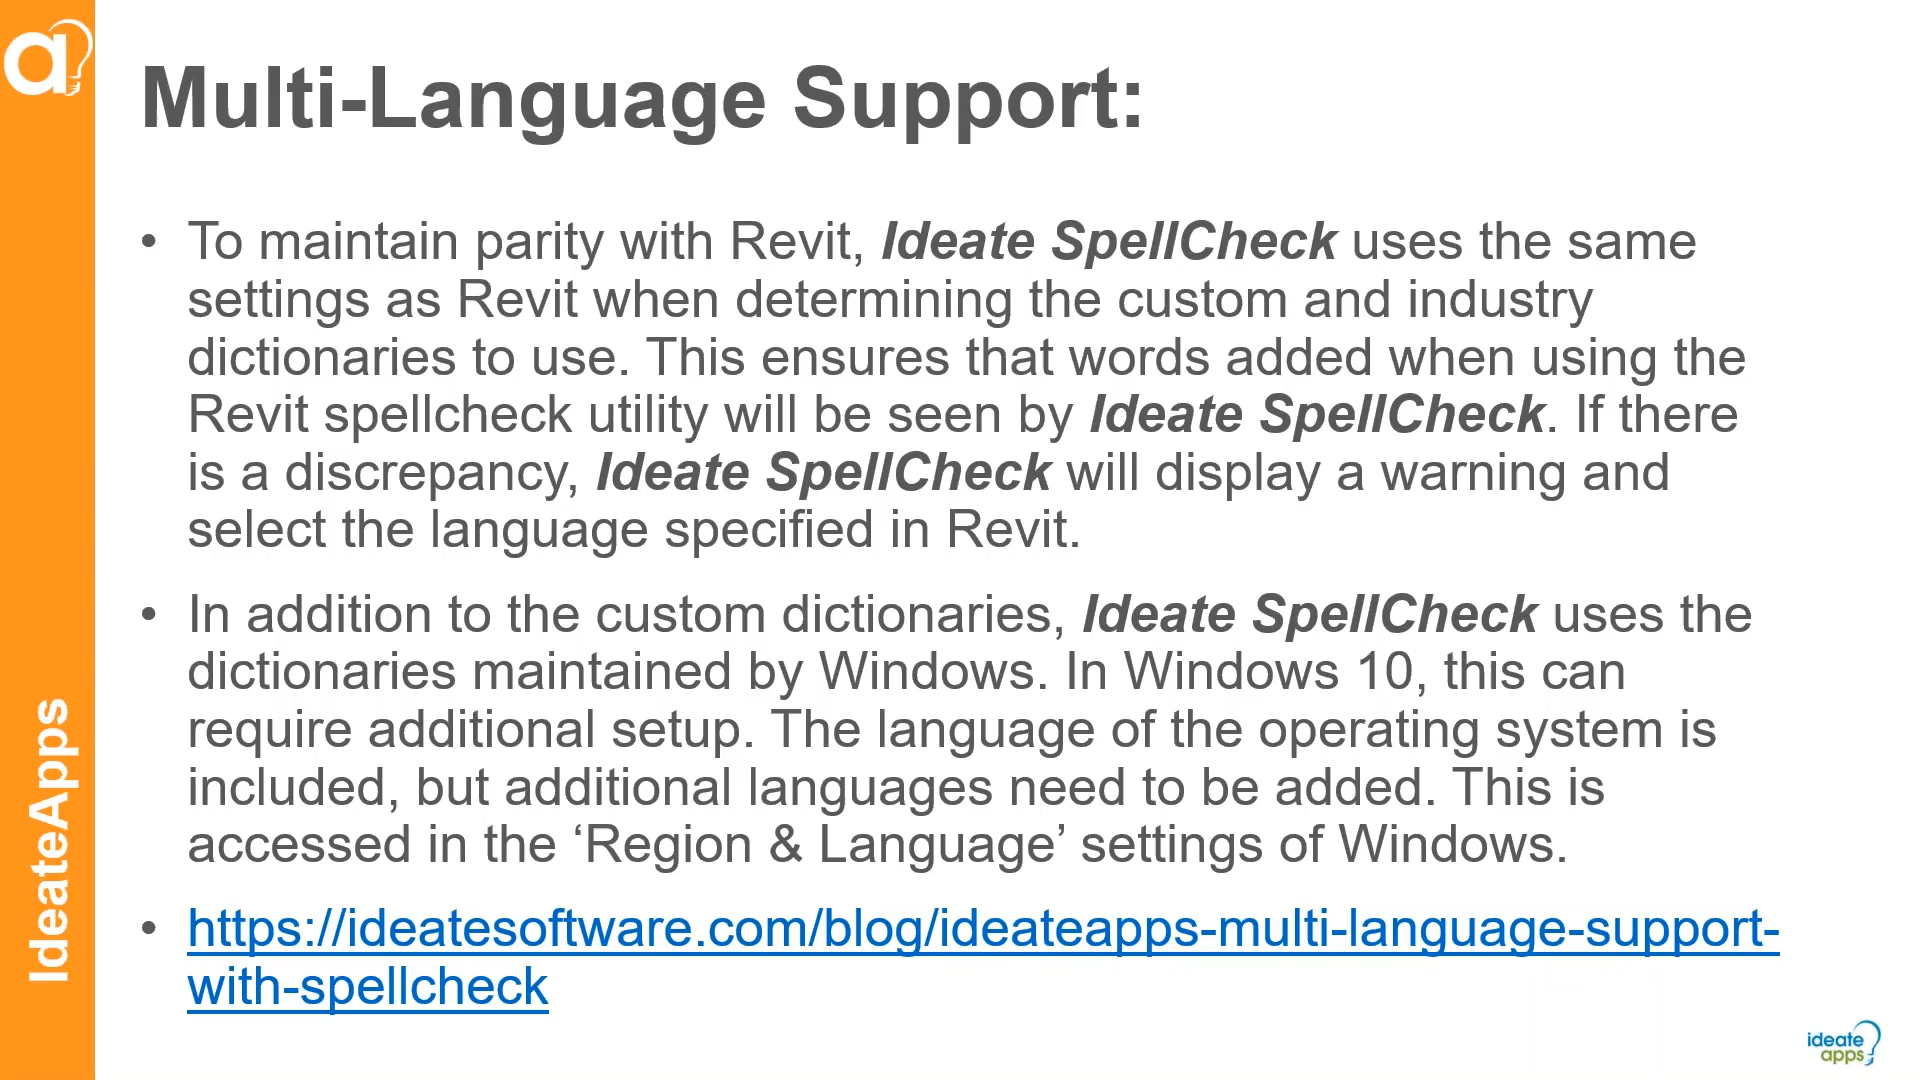 Multi-Language Support:
• To maintain parity with Revit, Ideate SpellCheck uses the same
settings as Revit when determining the custom and industry
dictionaries to use. This ensures that words added when using the
Revit spellcheck utility will be seen by Ideate SpellCheck. If there
is a discrepancy, Ideate SpellCheck will display a warning and
select the language specified in Revit.
• In addition to the custom dictionaries, Ideate SpellCheck uses the
dictionaries maintained by Windows. In Windows 10, this can
require additional setup. The language of the operating system is
included, but additional languages need to be added. This is
accessed in the ‘Region & Language’ settings of Windows.
• https://ideatesoftware.com/blog/ideateapps-multi-language-support-
with-spellcheck
IdeateApps
a
ideate
apps